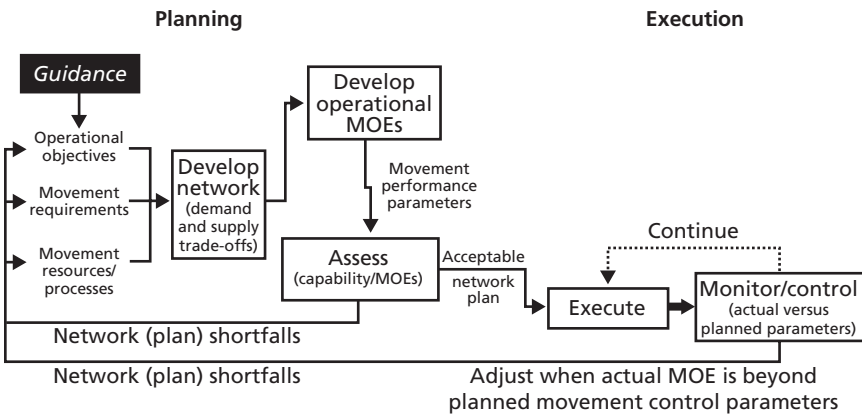 Planning
Execution
Guidance
Operational
objectives
Movement
requirements
Movement
resources/
processes
Develop
network
(demand
and supply
trade-offs)
Develop
operational
MOEs
Movement
performance
parameters
Assess
(capability/MOEs)
Acceptable
network
plan
Continue
Execute
Monitor/control
(actual versus
planned parameters)
Network (plan) shortfalls
Network (plan) shortfalls
Adjust when actual MOE is beyond
planned movement control parameters